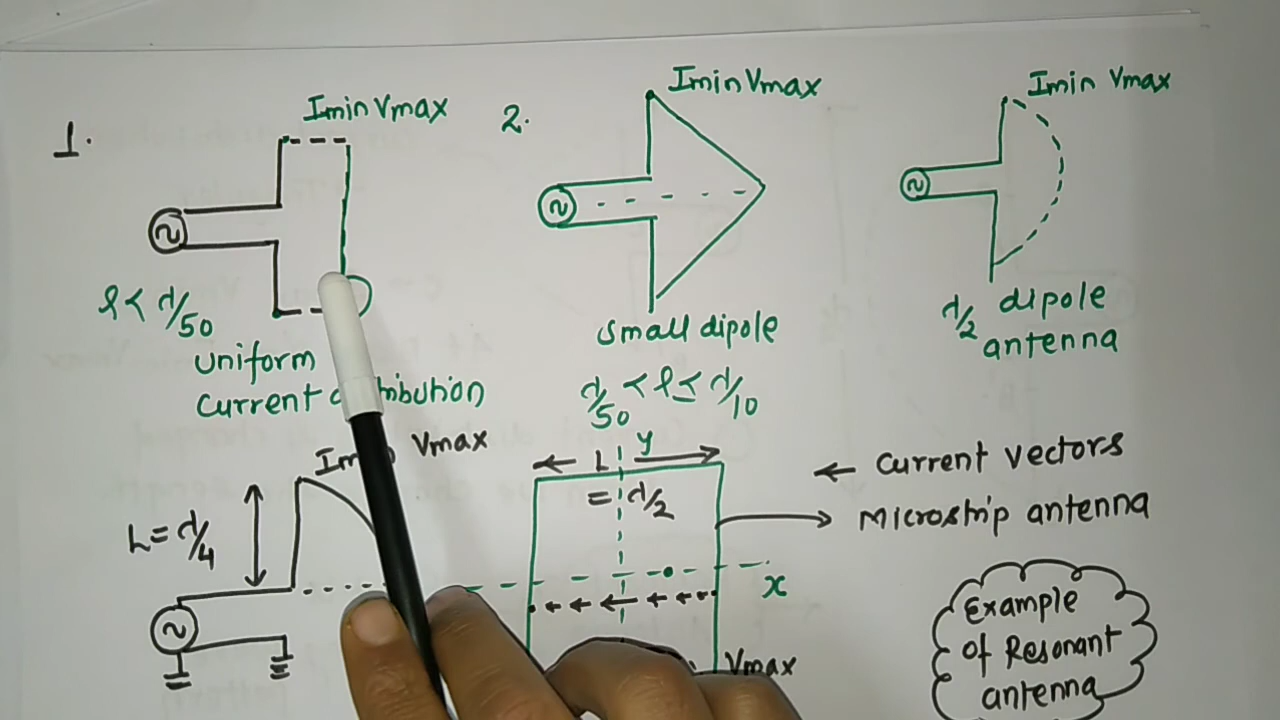 1.
Imin Vmax
l < λ/50
uniform
current
2.
Imin Vmax
small dipole
λ/50 < l ≤ λ/10
Imin Vmax
λ/2 dipole
antenna
Vmax
L = λ/4
y
L
= λ/2
x
Vmax
← current vectors
Microstrip antenna
Example
of Resonant
antenna